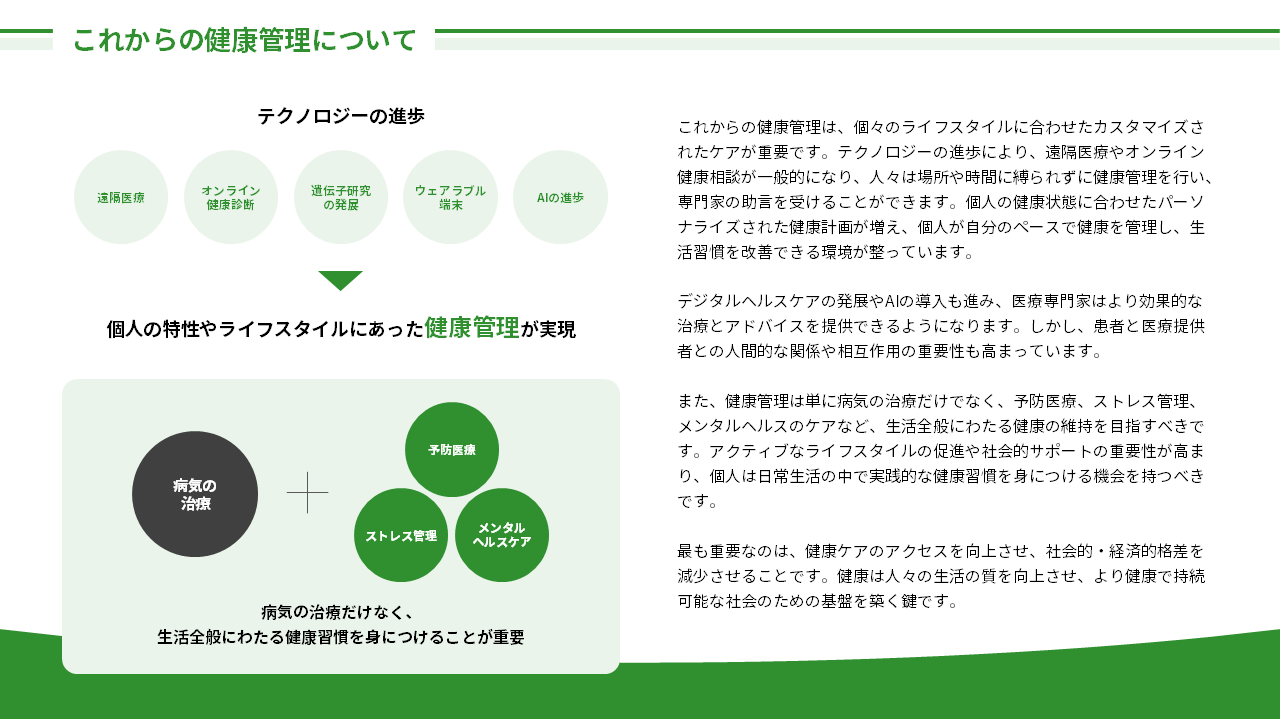 これからの健康管理について
テクノロジーの進歩
遠隔医療
オンライン
健康診断
遺伝子研究
の発展
ウェアラブル
端末
AIの進歩
個人の特性やライフスタイルにあった健康管理が実現
病気の
治療
予防医療
ストレス管理
メンタル
ヘルスケア
病気の治療だけなく、
生活全般にわたる健康習慣を身につけることが重要
これからの健康管理は、個々のライフスタイルに合わせたカスタマイズさ
れたケアが重要です。テクノロジーの進歩により、遠隔医療やオンライン
健康相談が一般的になり、人々は場所や時間に縛られずに健康管理を行い、
専門家の助言を受けることができます。個人の健康状態に合わせたパーソ
ナライズされた健康計画が増え、個人が自分のペースで健康を管理し、生
活習慣を改善できる環境が整っています。
デジタルヘルスケアの発展やAIの導入も進み、医療専門家はより効果的な
治療とアドバイスを提供できるようになります。しかし、患者と医療提供
者との人間的な関係や相互作用の重要性も高まっています。
また、健康管理は単に病気の治療だけでなく、予防医療、ストレス管理、
メンタルヘルスのケアなど、生活全般にわたる健康の維持を目指すべきで
す。アクティブなライフスタイルの促進や社会的サポートの重要性が高ま
り、個人は日常生活の中で実践的な健康習慣を身につける機会を持つべき
です。
最も重要なのは、健康ケアのアクセスを向上させ、社会的・経済的格差を
減少させることです。健康は人々の生活の質を向上させ、より健康で持続
可能な社会のための基盤を築く鍵です。